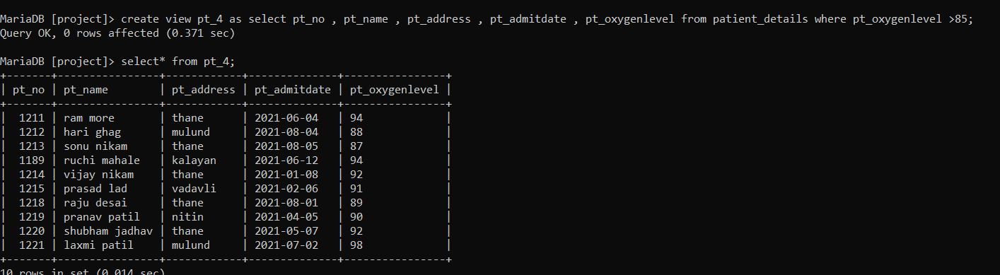 MariaDB [project]> create view pt_4 as select pt_no , pt_name , pt_address , pt_admitdate , pt_oxygenlevel from patient_details where pt_oxygenlevel >85;
Query OK, 0 rows affected (0.371 sec)
MariaDB [project]> select* from pt_4;
+-------+----------------+------------+--------------+----------------+
| pt_no | pt_name        | pt_address | pt_admitdate | pt_oxygenlevel |
+-------+----------------+------------+--------------+----------------+
|  1211 | ram more       | thane      | 2021-06-04   | 94             |
|  1212 | hari ghag      | mulund     | 2021-08-04   | 88             |
|  1213 | sonu nikam     | thane      | 2021-08-05   | 87             |
|  1189 | ruchi mahale   | kalayan    | 2021-06-12   | 94             |
|  1214 | vijay nikam    | thane      | 2021-01-08   | 92             |
|  1215 | prasad lad     | vadavli    | 2021-02-06   | 91             |
|  1218 | raju desai     | thane      | 2021-08-01   | 89             |
|  1219 | pranav patil   | nitin      | 2021-04-05   | 90             |
|  1220 | shubham jadhav | thane      | 2021-05-07   | 92             |
|  1221 | laxmi patil    | mulund     | 2021-07-02   | 98             |
+-------+----------------+------------+--------------+----------------+
10 rows in set (0.014 sec)